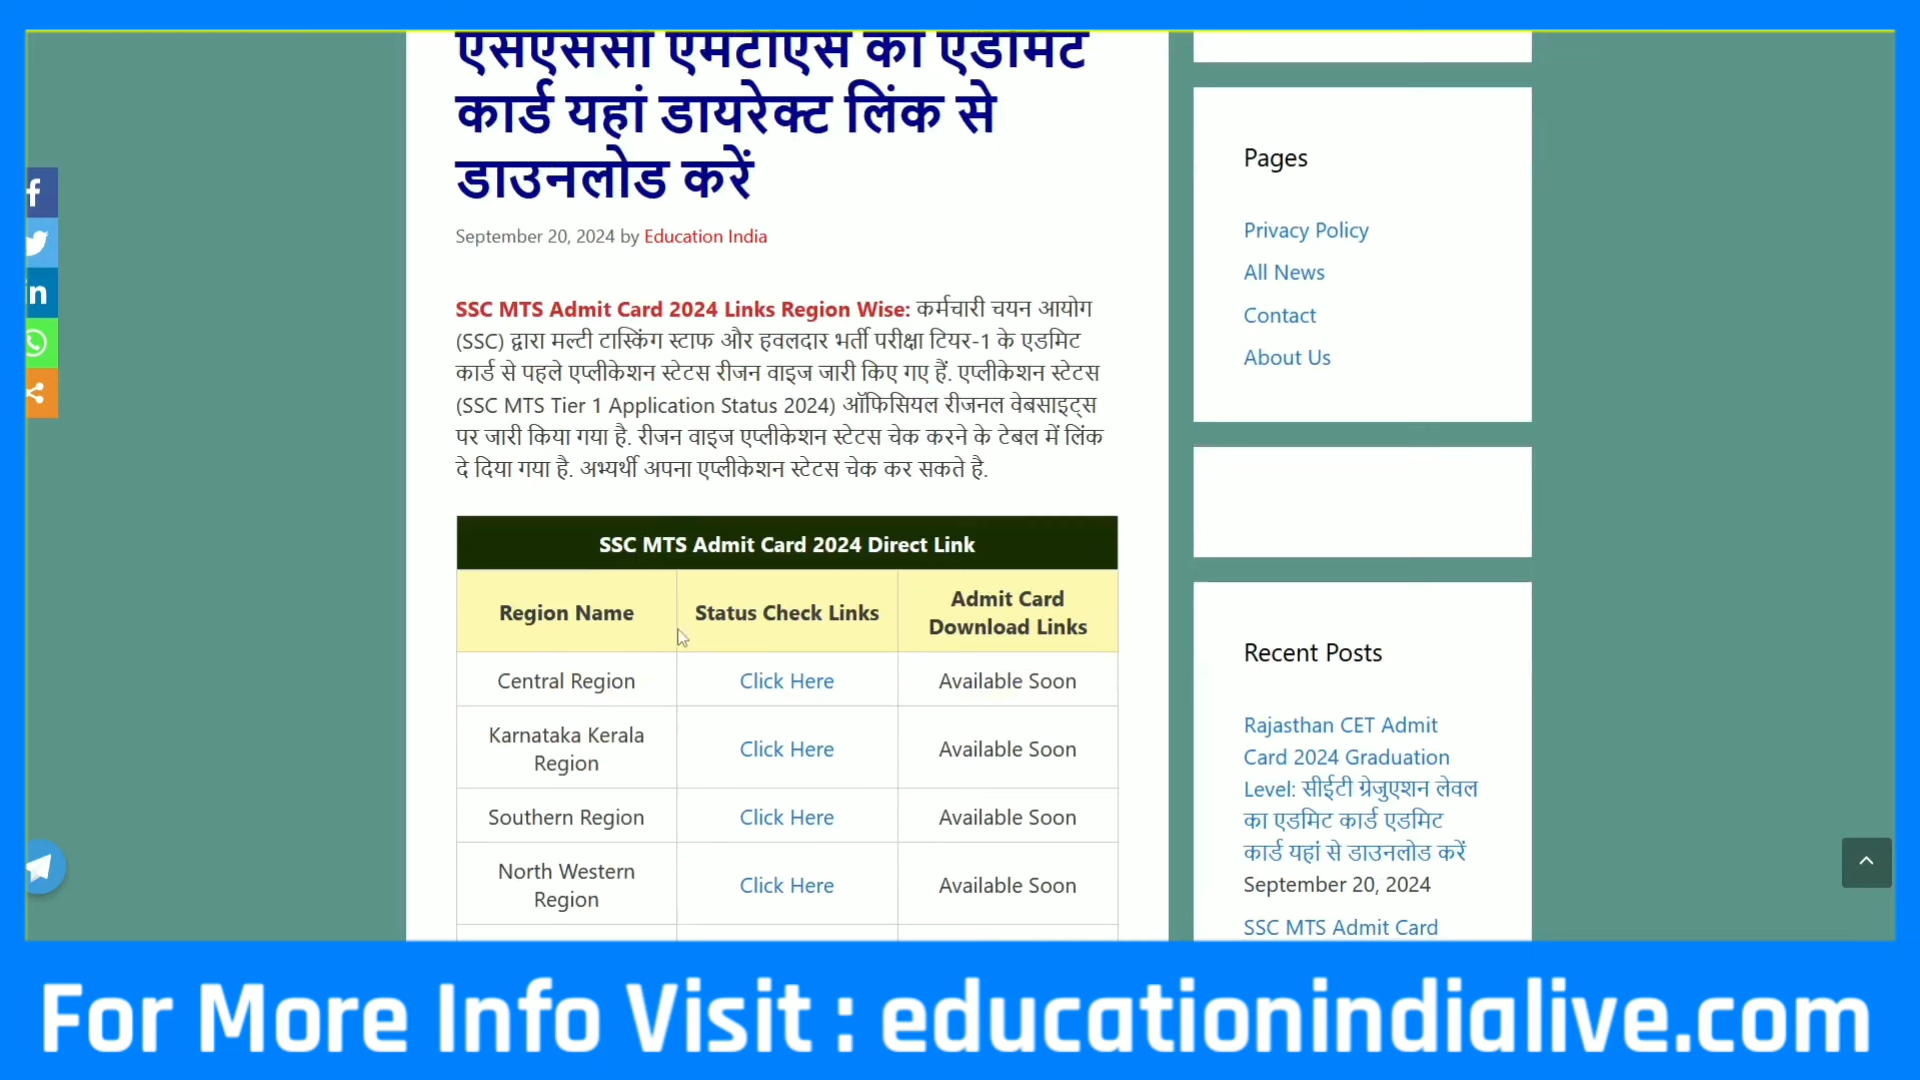 एसएससी एमटीएस का एडमिट
कार्ड यहां डायरेक्ट लिंक से
डाउनलोड करें
September 20, 2024 by Education India
SSC MTS Admit Card 2024 Links Region Wise: कर्मचारी चयन आयोग
(SSC) द्वारा मल्टी टास्किंग स्टाफ और हवलदार भर्ती परीक्षा टियर-1 के एडमिट
कार्ड से पहले एप्लीकेशन स्टेटस रीजन वाइज जारी किए गए हैं. एप्लीकेशन स्टेटस
(SSC MTS Tier 1 Application Status 2024) ऑफिसियल रीजनल वेबसाइट्स
पर जारी किया गया है. रीजन वाइज एप्लीकेशन स्टेटस चेक करने के टेबल में लिंक
दे दिया गया है. अभ्यर्थी अपना एप्लीकेशन स्टेटस चेक कर सकते है.
SSC MTS Admit Card 2024 Direct Link
Region Name
Status Check Links
Admit Card
Download Links
Central Region
Click Here
Available Soon
Karnataka Kerala
Region
Click Here
Available Soon
Southern Region
Click Here
Available Soon
North Western
Region
Click Here
Available Soon
Pages
Privacy Policy
All News
Contact
About Us
Recent Posts
Rajasthan CET Admit
Card 2024 Graduation
Level: सीईटी ग्रेजुएशन लेवल
का एडमिट कार्ड एडमिट
कार्ड यहां से डाउनलोड करें
September 20, 2024
SSC MTS Admit Card
For More Info Visit : educationindialive.com